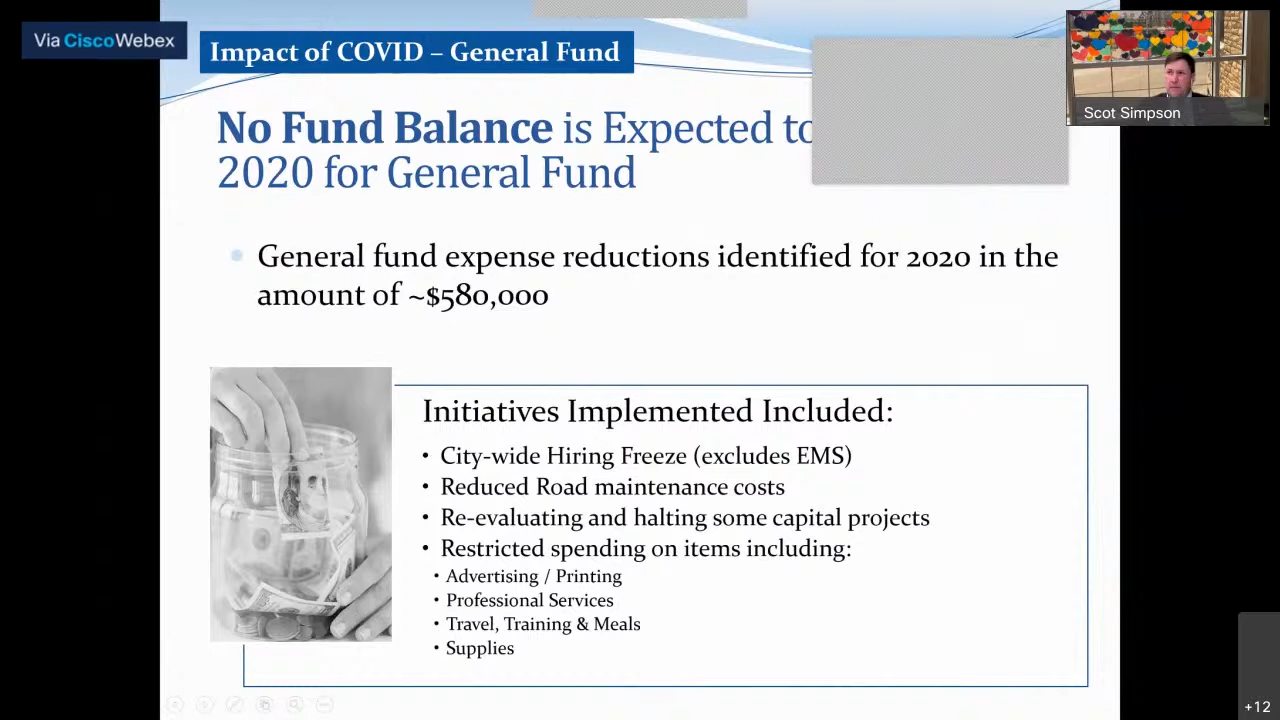 Via Cisco Webex
Impact of COVID – General Fund
Scot Simpson
No Fund Balance is Expected to
2020 for General Fund
General fund expense reductions identified for 2020 in the
amount of ~$580,000
Initiatives Implemented Included:
• City-wide Hiring Freeze (excludes EMS)
• Reduced Road maintenance costs
• Re-evaluating and halting some capital projects
• Restricted spending on items including:
• Advertising / Printing
• Professional Services
• Travel, Training & Meals
• Supplies
+12